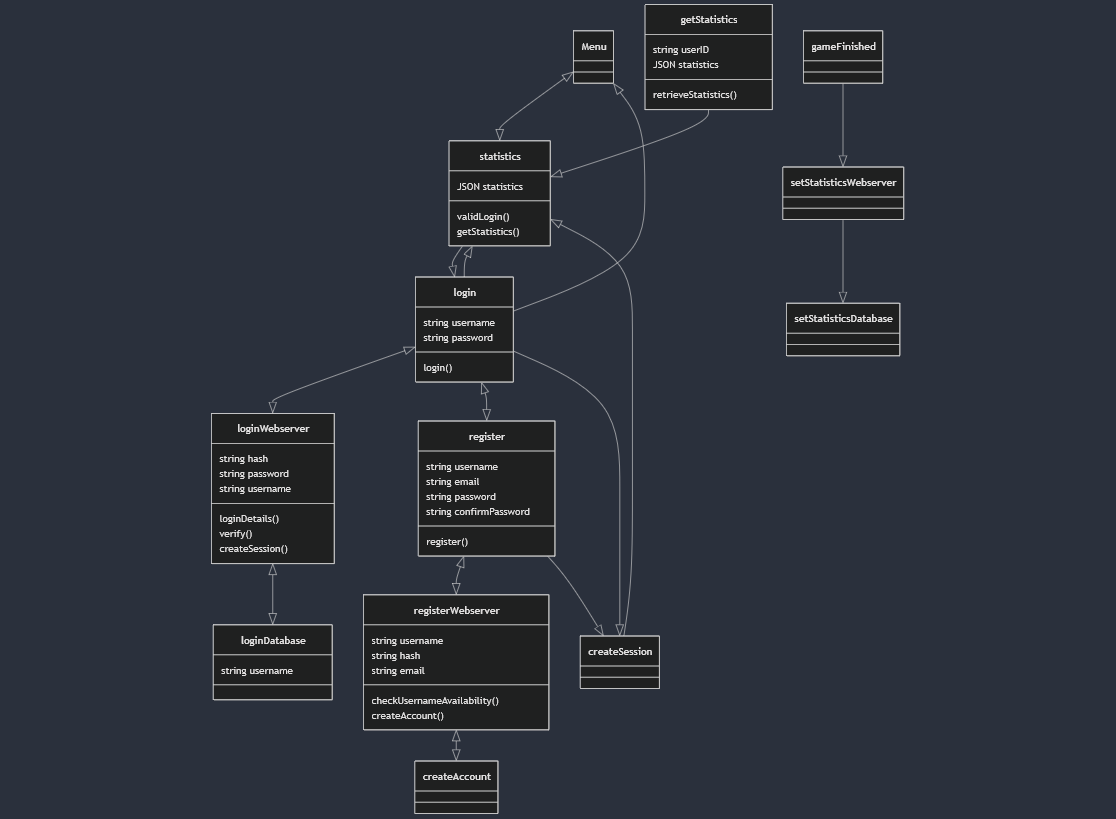 getStatistics
string userID
JSON statistics
retrieveStatistics()
Menu
gameFinished
statistics
JSON statistics
validLogin()
getStatistics()
setStatisticsWebserver
login
string username
string password
login()
setStatisticsDatabase
loginWebserver
string hash
string password
string username
loginDetails()
verify()
createSession()
register
string username
string email
string password
string confirmPassword
register()
loginDatabase
string username
registerWebserver
string username
string hash
string email
checkUsernameAvailability()
createAccount()
createSession
createAccount